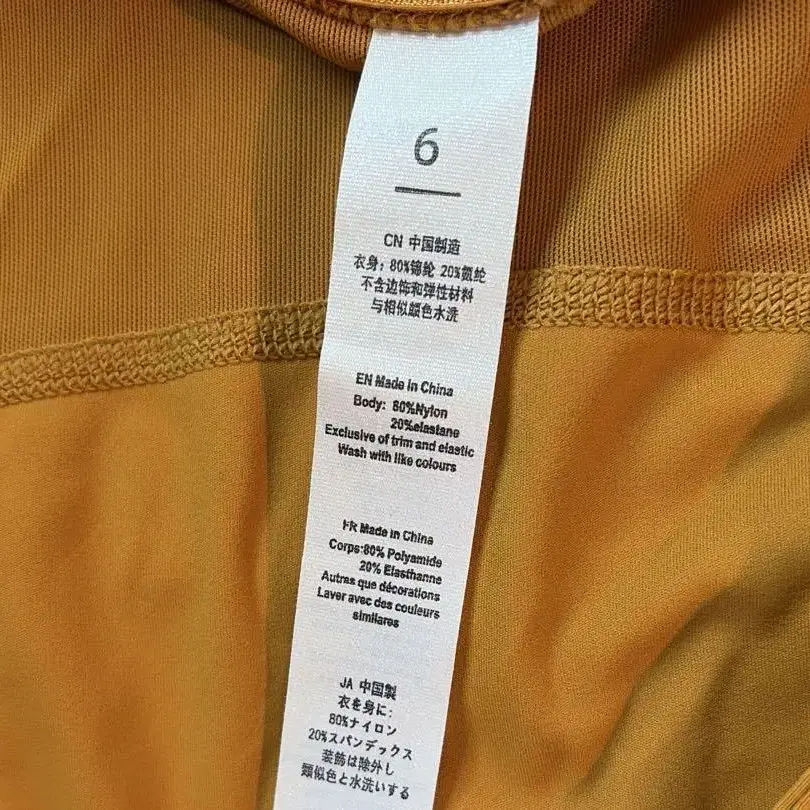 6
CN 中国制造
衣身：80%锦纶 20%氮蛇
不含边饰和弹性材料
与相似颐色水洗
EN Made in China
Body: 80%Nylon
20%elastane
Exclusive of trim and elastic
Wash with like colours
FR Made in China
Corps:80% Polyamide
20% Elasthanne
Autras que décorations
Laver avec des couleurs
similares
JA 中国製
衣を身に:
80%ナイロン
20%スパンデックス
装飾は除外し
類似色と水洗いする